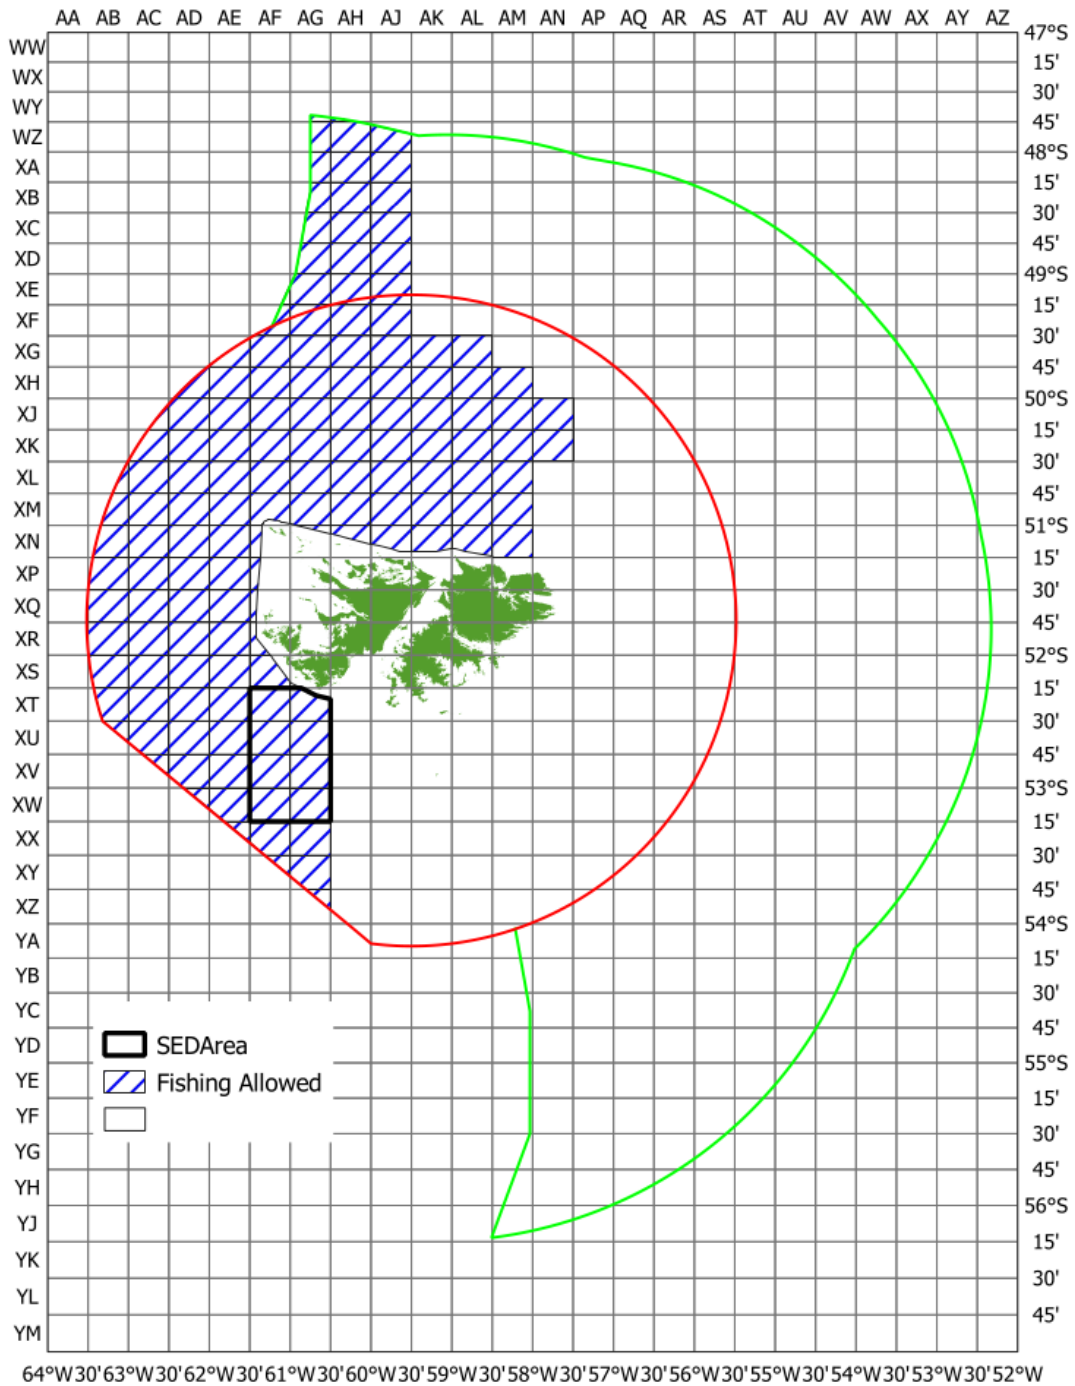 AA AB AC AD AE AF AG AH AJ AK AL AM AN AP AQ AR AS AT AU AV AW AX AY AZ
47°S
WW
15'
WX
30'
WY
45'
WZ
48°S
XA
15'
XB
30'
XC
45'
XD
49°S
XE
15'
XF
30'
XG
45'
XH
50°S
XJ
15'
XK
30'
XL
45'
XM
51°S
XN
15'
XP
30'
XQ
45'
XR
52°S
XS
15'
XT
30'
XU
45'
XV
53°S
XW
15'
XX
30'
XY
45'
XZ
54°S
YA
15'
YB
30'
YC
45'
YD
55°S
YE
15'
YF
30'
YG
45'
YH
56°S
YJ
15'
YK
30'
YL
45'
YM
SEDArea
Fishing Allowed
64°W30'63°W30'62°W30'61°W30'60°W30'59°W30'58°W30'57°W30'56°W30'55°W30'54°W30'53°W30'52°W